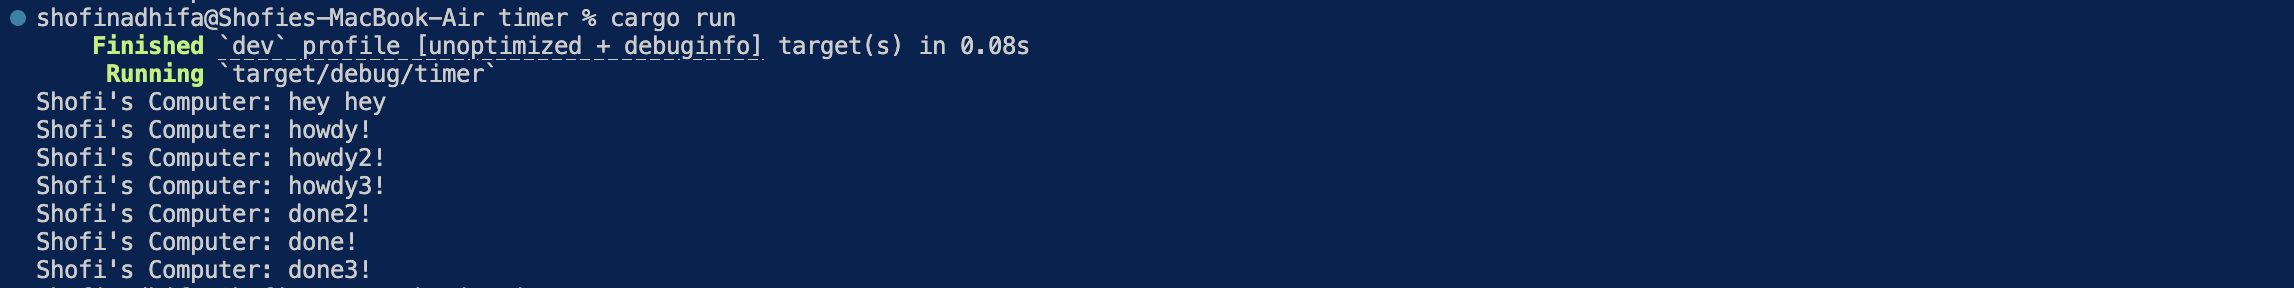 shofinadhifa@Shofies-MacBook-Air timer % cargo run
Finished `dev` profile [unoptimized + debuginfo] target(s) in 0.08s
Running `target/debug/timer`
Shofi's Computer: hey hey
Shofi's Computer: howdy!
Shofi's Computer: howdy2!
Shofi's Computer: howdy3!
Shofi's Computer: done2!
Shofi's Computer: done!
Shofi's Computer: done3!